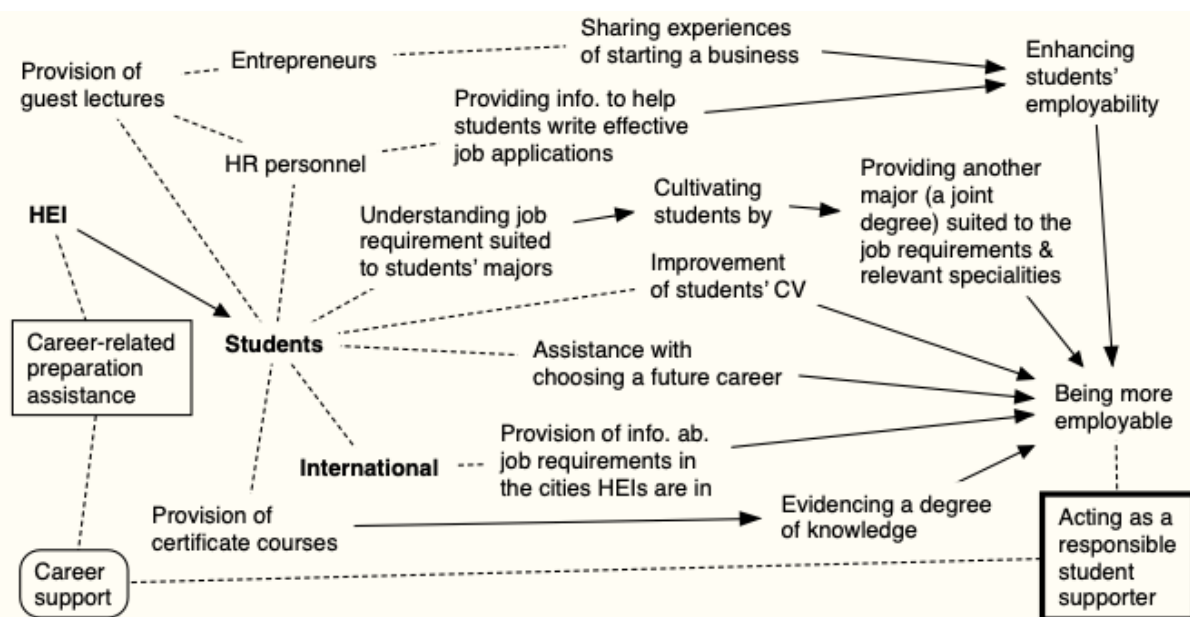 Provision of
guest lectures
Entrepreneurs
Sharing experiences
of starting a business
Enhancing
students’
employability
HR personnel
Providing info. to help
students write effective
job applications
HEI
Understanding job
requirement suited
to students’ majors
Cultivating
students by
Providing another
major (a joint
degree) suited to the
job requirements &
relevant specialities
Improvement
of students’ CV
Career-related
preparation
assistance
Students
Assistance with
choosing a future career
Being more
employable
International
Provision of info. ab.
job requirements in
the cities HEIs are in
Provision of
certificate courses
Evidencing a degree
of knowledge
Career
support
Acting as a
responsible
student
supporter